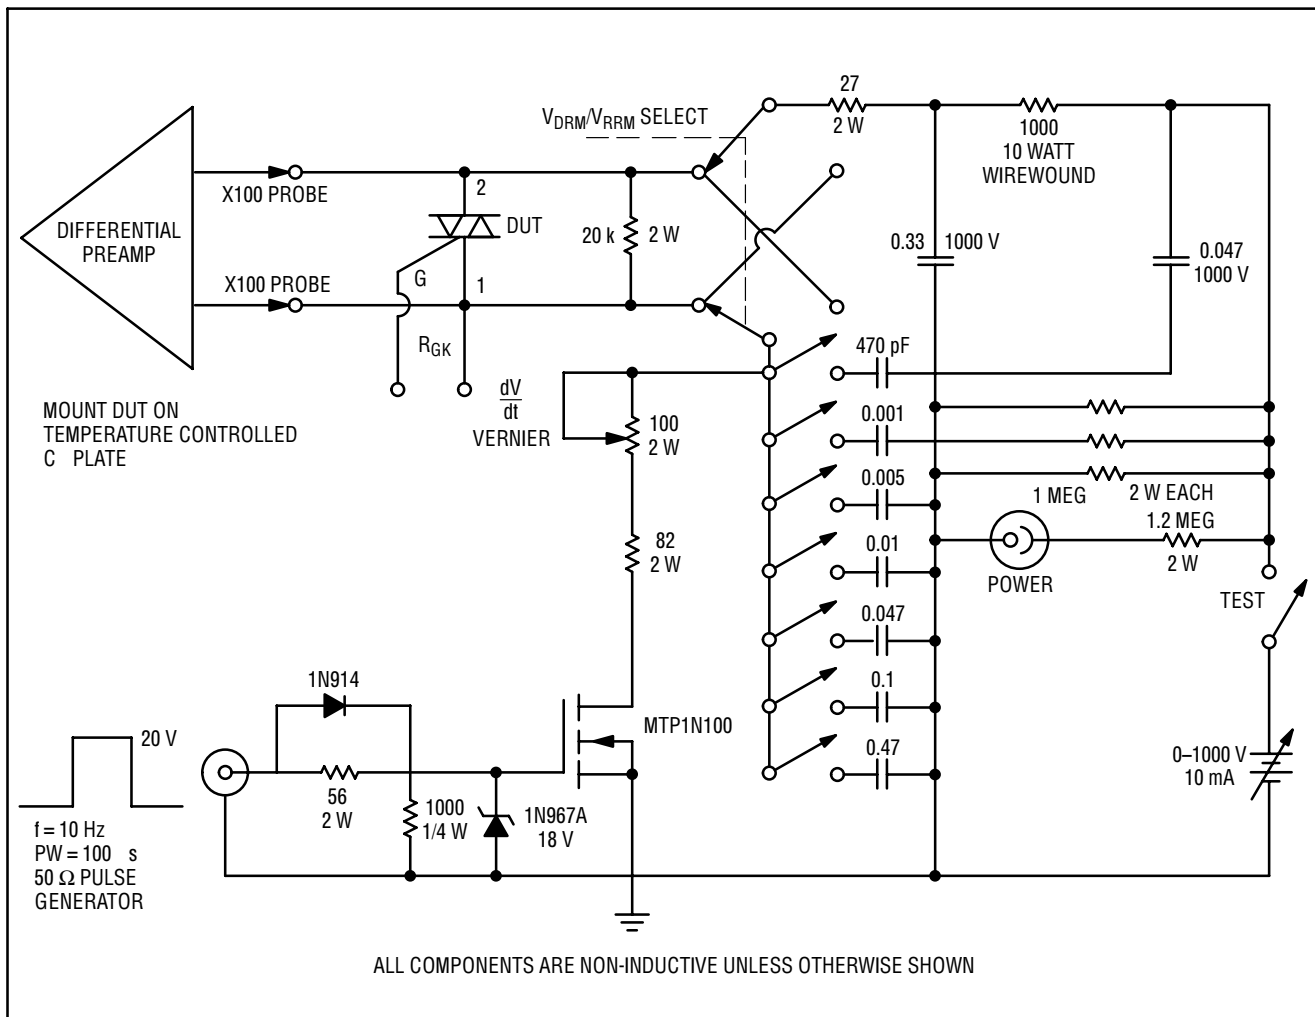 27
2 W
VDRM/VRRM SELECT
1000
10 WATT
WIREWOUND
X100 PROBE
2
DIFFERENTIAL
PREAMP
DUT
20 k
2 W
0.33
1000 V
0.047
1000 V
G
1
X100 PROBE
RGK
470 pF
dV
dt
VERNIER
MOUNT DUT ON
TEMPERATURE CONTROLLED
C PLATE
100
2 W
0.001
0.005
1 MEG
2 W EACH
1.2 MEG
2 W
82
2 W
0.01
POWER
TEST
0.047
1N914
0.1
MTP1N100
20 V
0.47
0–1000 V
10 mA
56
2 W
1000
1/4 W
1N967A
18 V
f = 10 Hz
PW = 100 s
50 Ω PULSE
GENERATOR
ALL COMPONENTS ARE NON-INDUCTIVE UNLESS OTHERWISE SHOWN